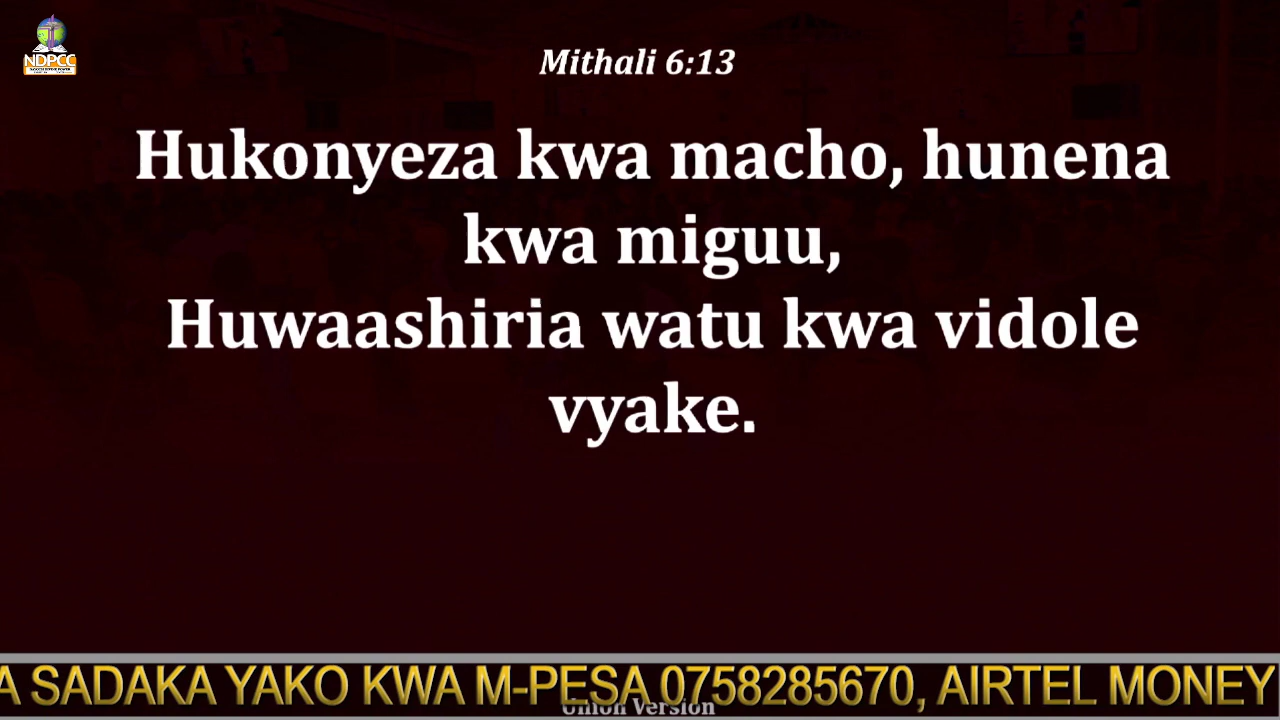 NDPCC
Mithali 6:13
Hukonyeza kwa macho, hunena
kwa miguu,
Huwaashiria watu kwa vidole
vyake.
A SADAKA YAKO KWA M-PESA 0758285670, AIRTEL MONEY
Union Version